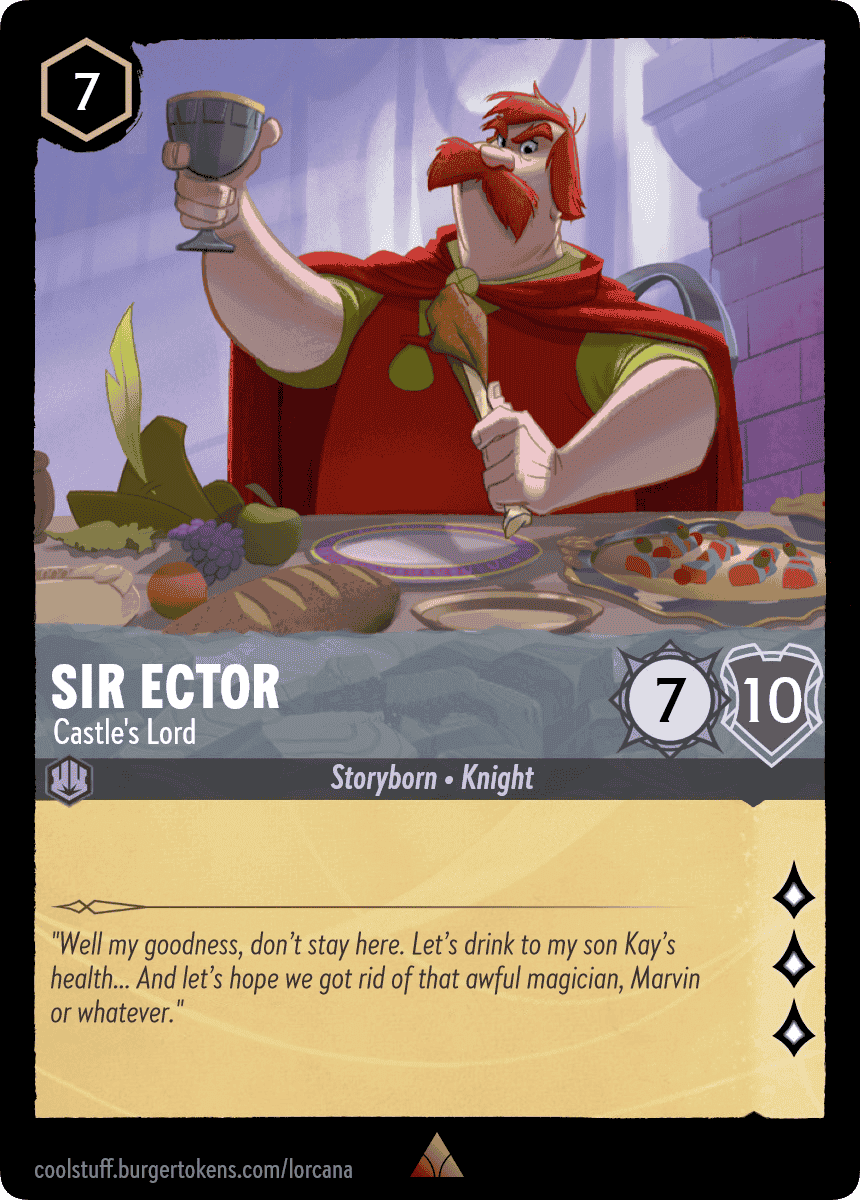 7
SIR ECTOR
Castle's Lord
7
10
Storyborn • Knight
"Well my goodness, don’t stay here. Let’s drink to my son Kay’s
health... And let’s hope we got rid of that awful magician, Marvin
or whatever."
coolstuff.burgertokens.com/lorcana